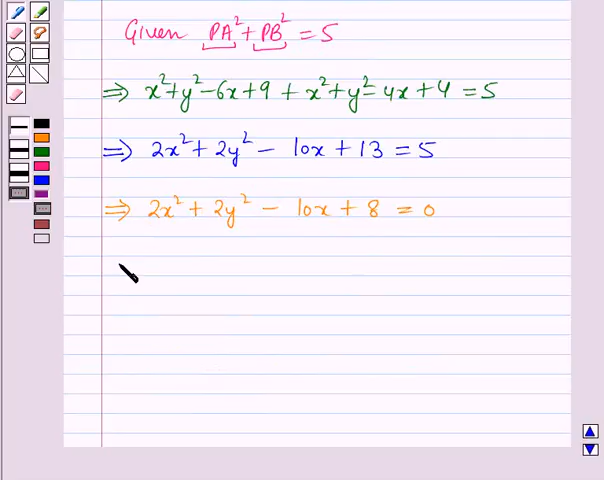 Given PA² + PB² = 5
⇒ x² + y² - 6x + 9 + x² + y² - 4x + 4 = 5
⇒ 2x² + 2y² - 10x + 13 = 5
⇒ 2x² + 2y² - 10x + 8 = 0